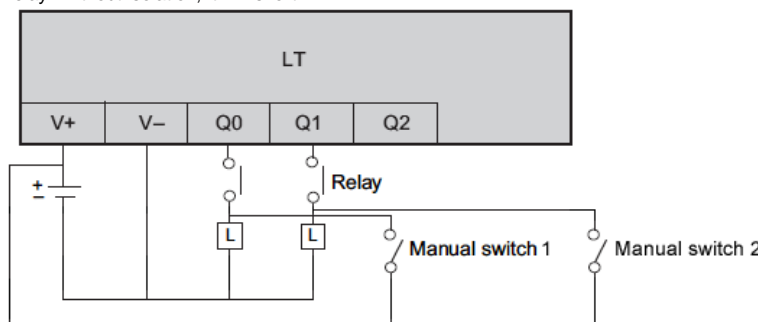 LT
V+ V− Q0 Q1 Q2
+
−
Relay
L L
Manual switch 1 Manual switch 2